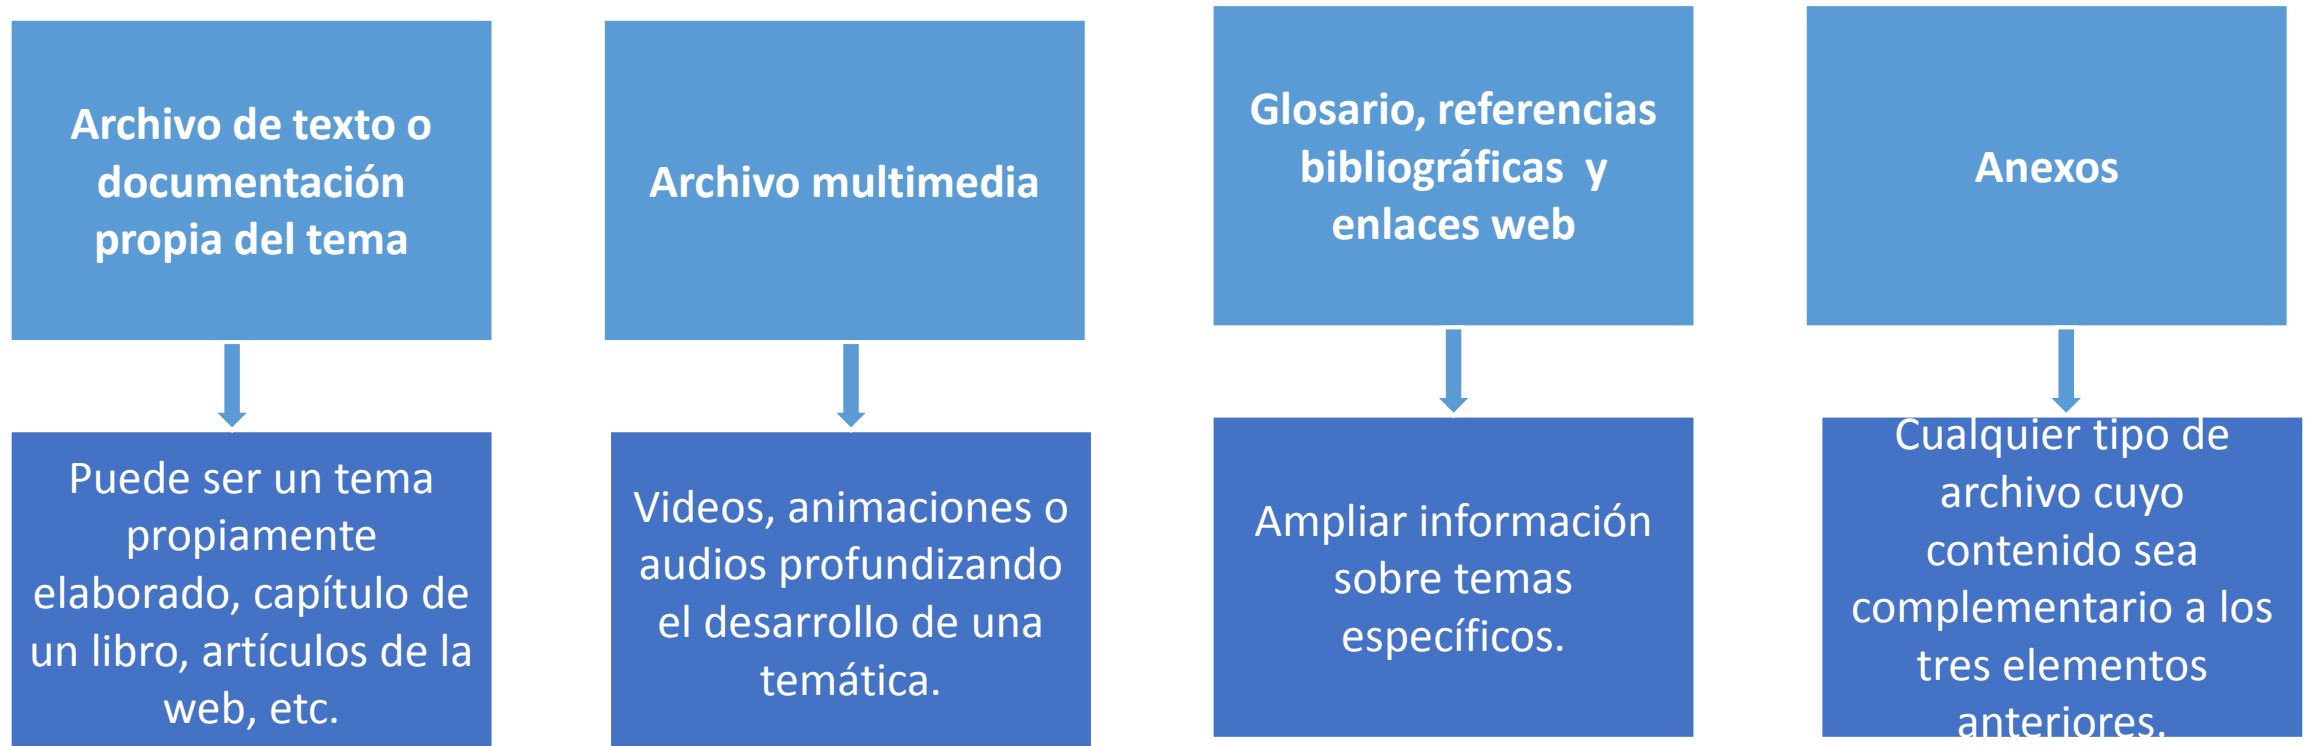 Archivo de texto o
documentación
propia del tema
Puede ser un tema
propiamente
elaborado, capítulo de
un libro, artículos de la
web, etc.
Archivo multimedia
Videos, animaciones o
audios profundizando
el desarrollo de una
temática.
Glosario, referencias
bibliográficas  y
enlaces web
Ampliar información
sobre temas
específicos.
Anexos
Cualquier tipo de
archivo cuyo
contenido sea
complementario a los
tres elementos
anteriores.